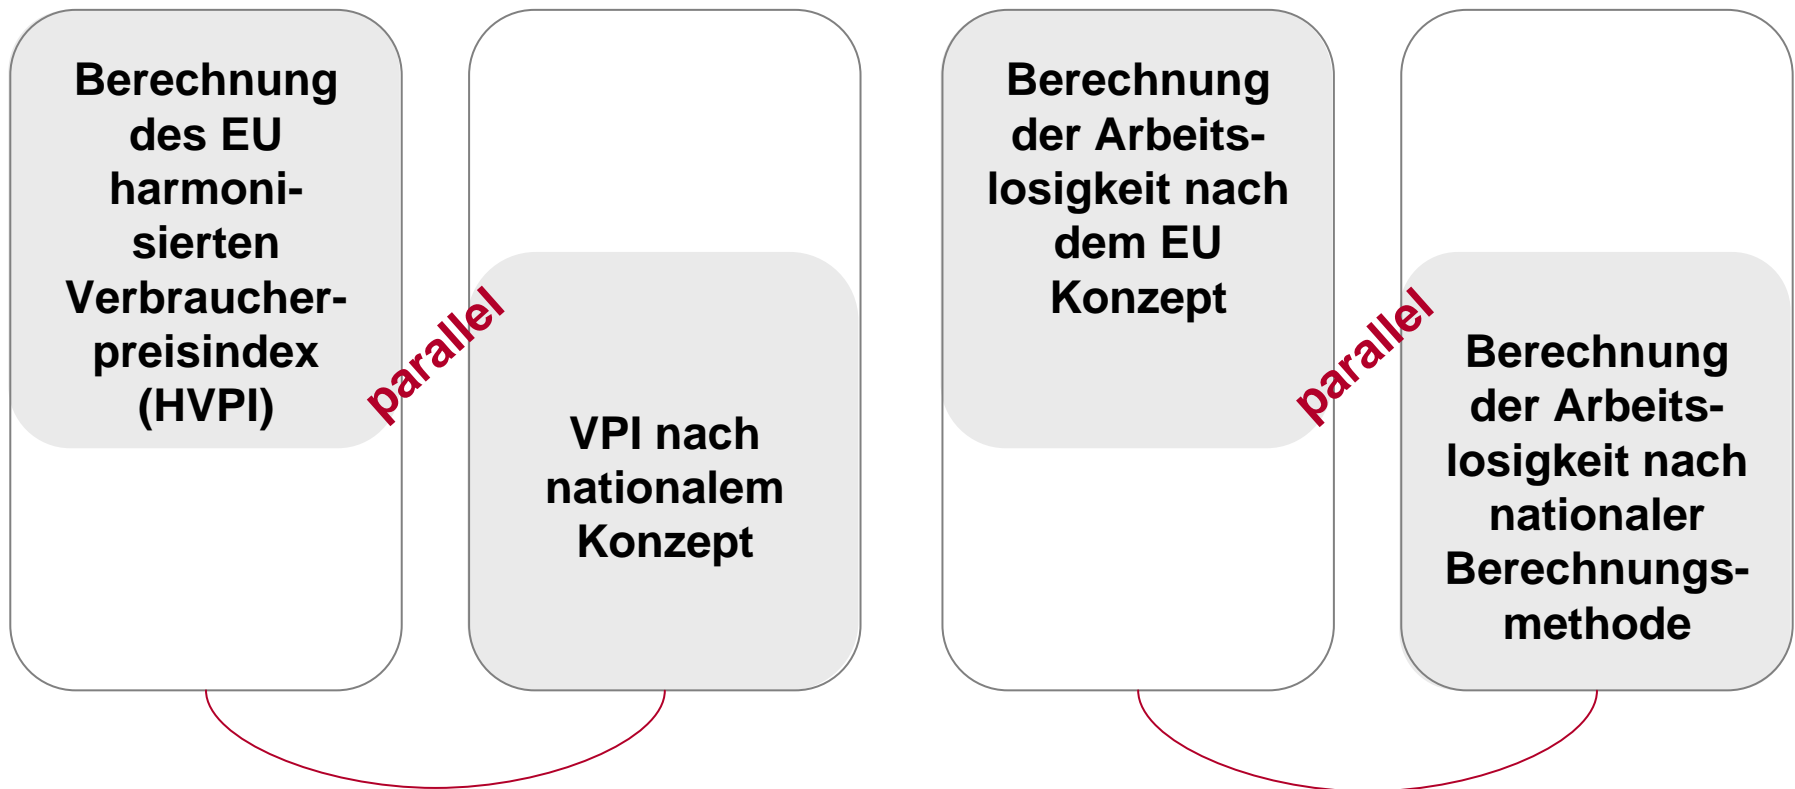 Berechnung
des EU
harmoni-
sierten
Verbraucher-
preisindex
(HVPI)
parallel
VPI nach
nationalem
Konzept
Berechnung
der Arbeits-
losigkeit nach
dem EU
Konzept
parallel
Berechnung
der Arbeits-
losigkeit nach
nationaler
Berechnungs-
methode